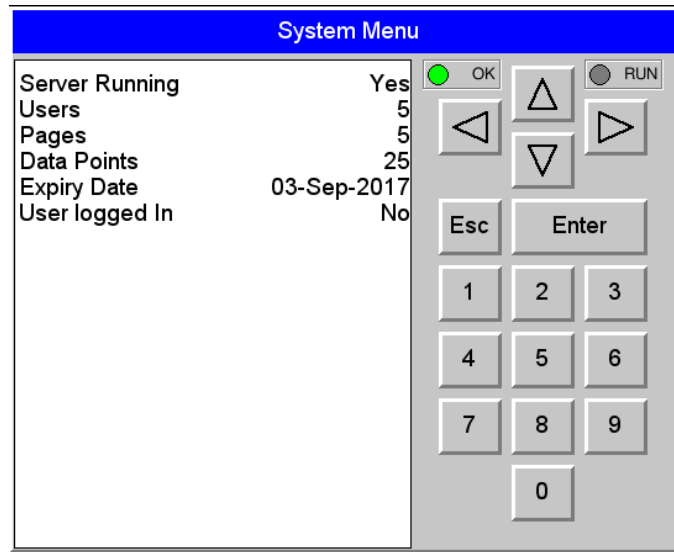 System Menu
Server Running Yes
Users 5
Pages 5
Data Points 25
Expiry Date 03-Sep-2017
User logged In No
OK RUN
Esc Enter
1 2 3
4 5 6
7 8 9
0